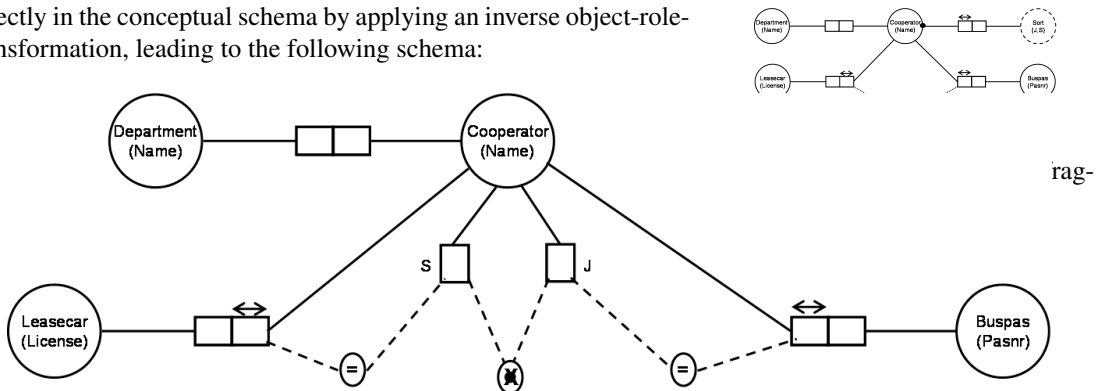 ectly in the conceptual schema by applying an inverse object-role-
nsformation, leading to the following schema:
Department
(Name)
Cooperator
(Name)
Sort
(J,S)
Leasecar
(License)
Buspas
(Pasnr)
Department
(Name)
Cooperator
(Name)
rag-
S
J
Leasecar
(License)
Buspas
(Pasnr)
=
=